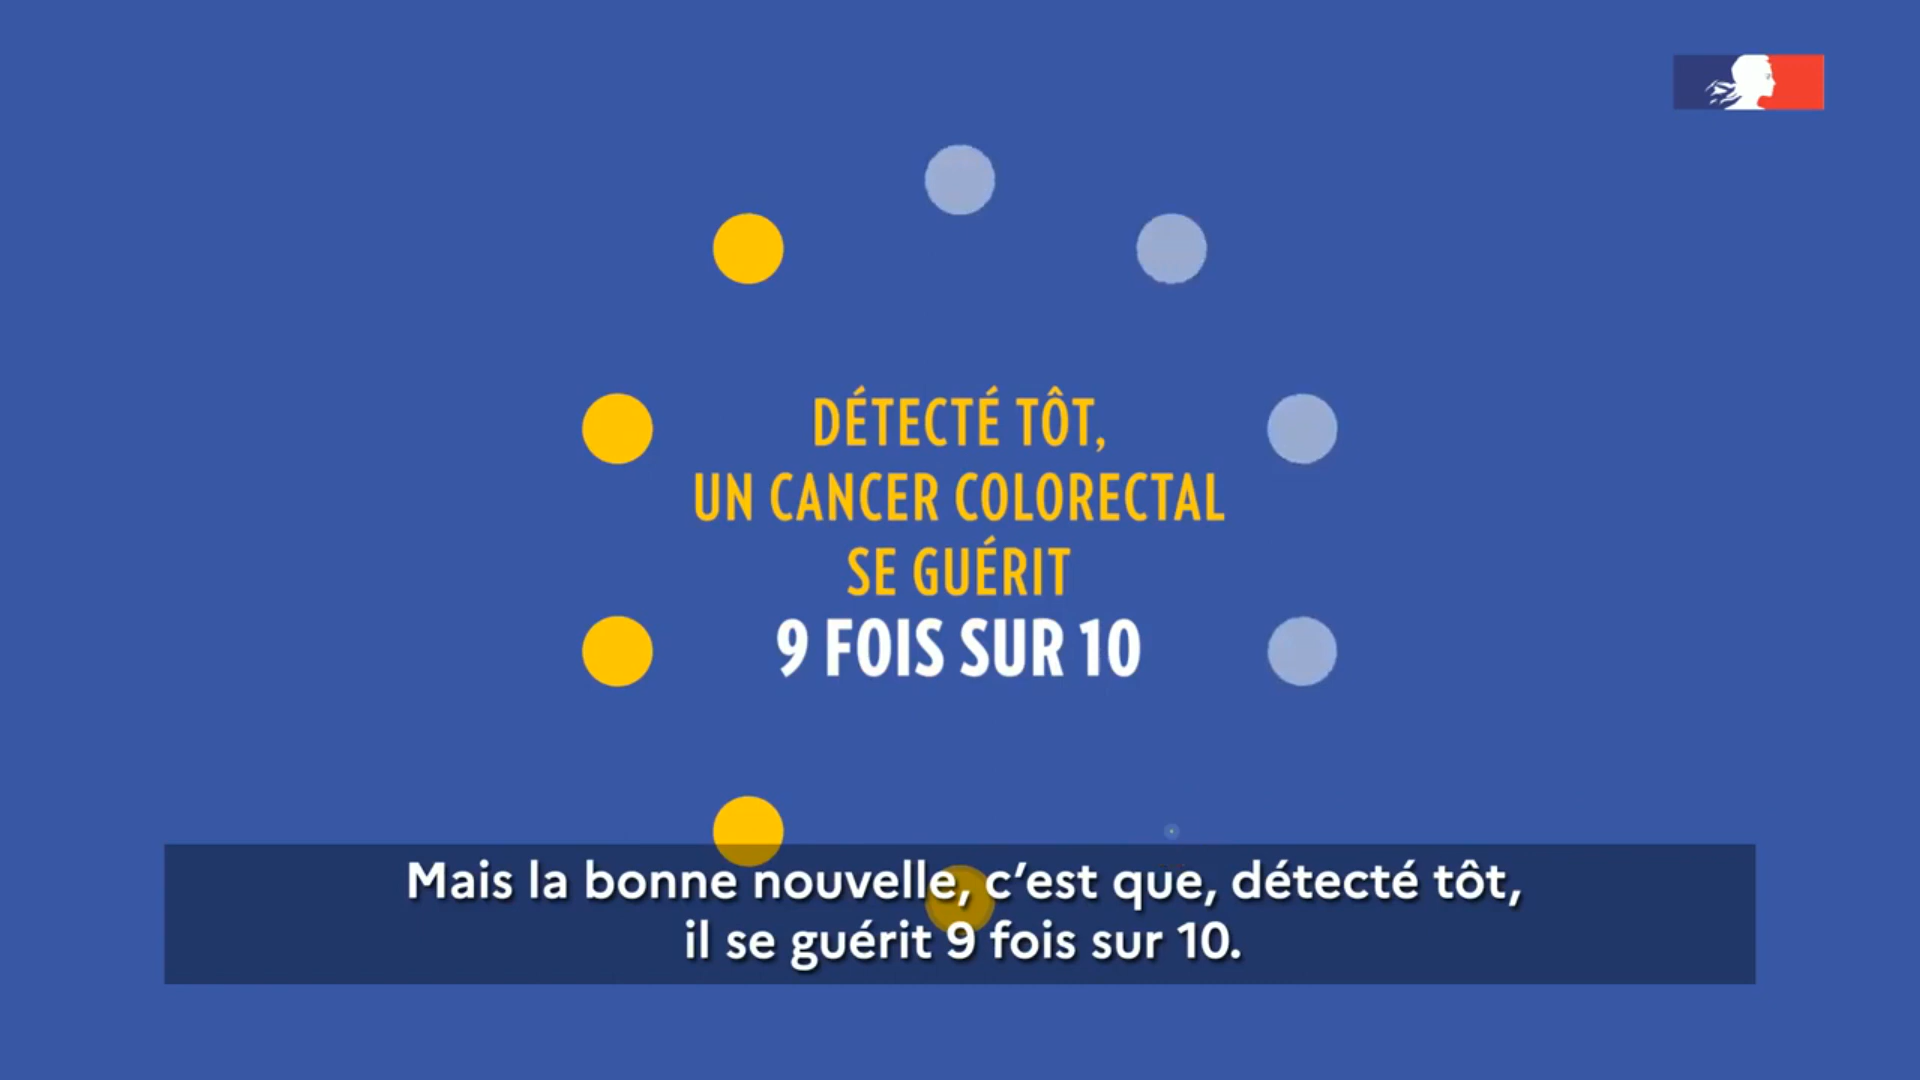 DÉTECTÉ TÔT,
UN CANCER COLORECTAL
SE GUÉRIT
9 FOIS SUR 10
Mais la bonne nouvelle, c’est que, détecté tôt,
il se guérit 9 fois sur 10.